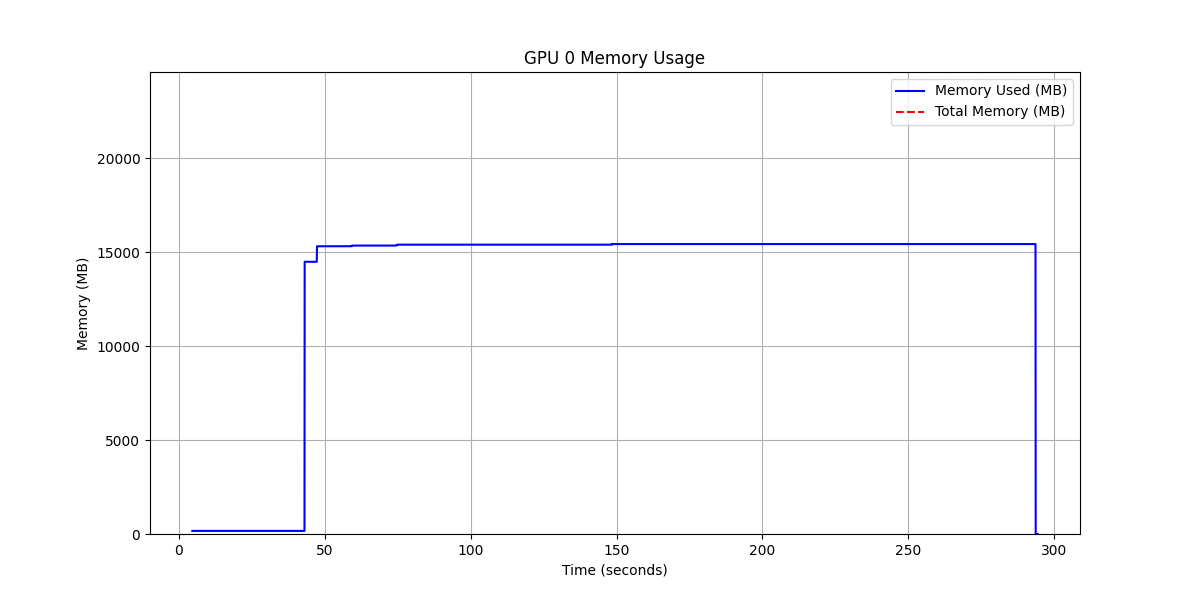 GPU 0 Memory Usage
Memory Used (MB)
Total Memory (MB)
20000
15000
10000
5000
0
Memory (MB)
0 50 100 150 200 250 300
Time (seconds)